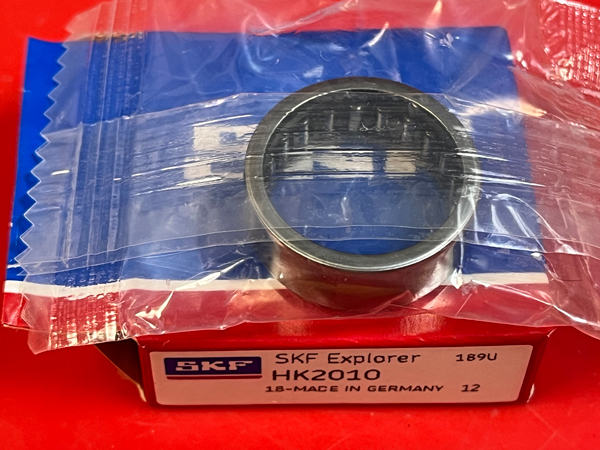 SKF
SKF Explorer 189U
HK2010
18-MADE IN GERMANY 12